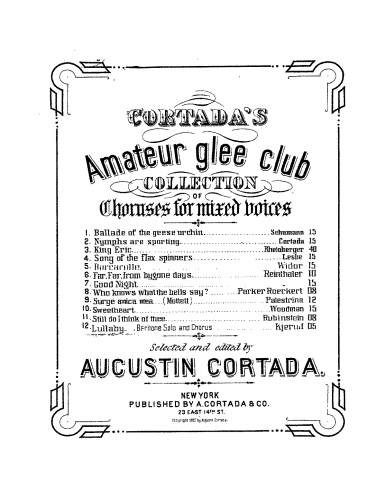 CORTADA'S
Amateur glee club
COLLECTION
OF
Choruses for mixed voices
1. Ballade of the geese urchin. Schumann 15
2. Nymphs are sporting. Cortada 15
3. King Eric. Rheinberger 40
4. Song of the flax spinners. Leslie 15
5. Barcarolle. Widor 15
6. Far, Far, from bygone days. Reinthaler 10
7. Good Night. 15
8. Who knows what the bells say? Parker Roeckert 08
9. Surge amica mea. (Mottett) Palestrina 12
10. Sweetheart. Woodman 15
11. Still do I think of thee. Rubinstein 08
12. Lullaby. Baritone Solo and Chorus Kjerulf 05
Selected and edited by
AUGUSTIN CORTADA.
NEW YORK
PUBLISHED BY A. CORTADA & CO.
23 EAST 14TH ST.
Copyright by Augustin Cortada